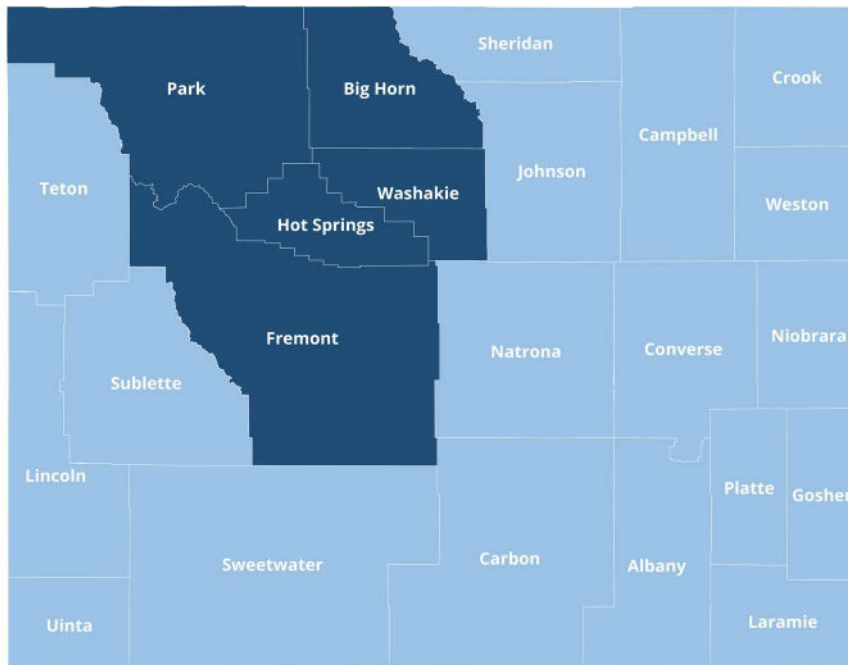 Sheridan
Park
Big Horn
Crook
Campbell
Teton
Johnson
Washakie
Weston
Hot Springs
Fremont
Natrona
Converse
Niobrara
Sublette
Lincoln
Platte
Goshen
Sweetwater
Carbon
Albany
Uinta
Laramie